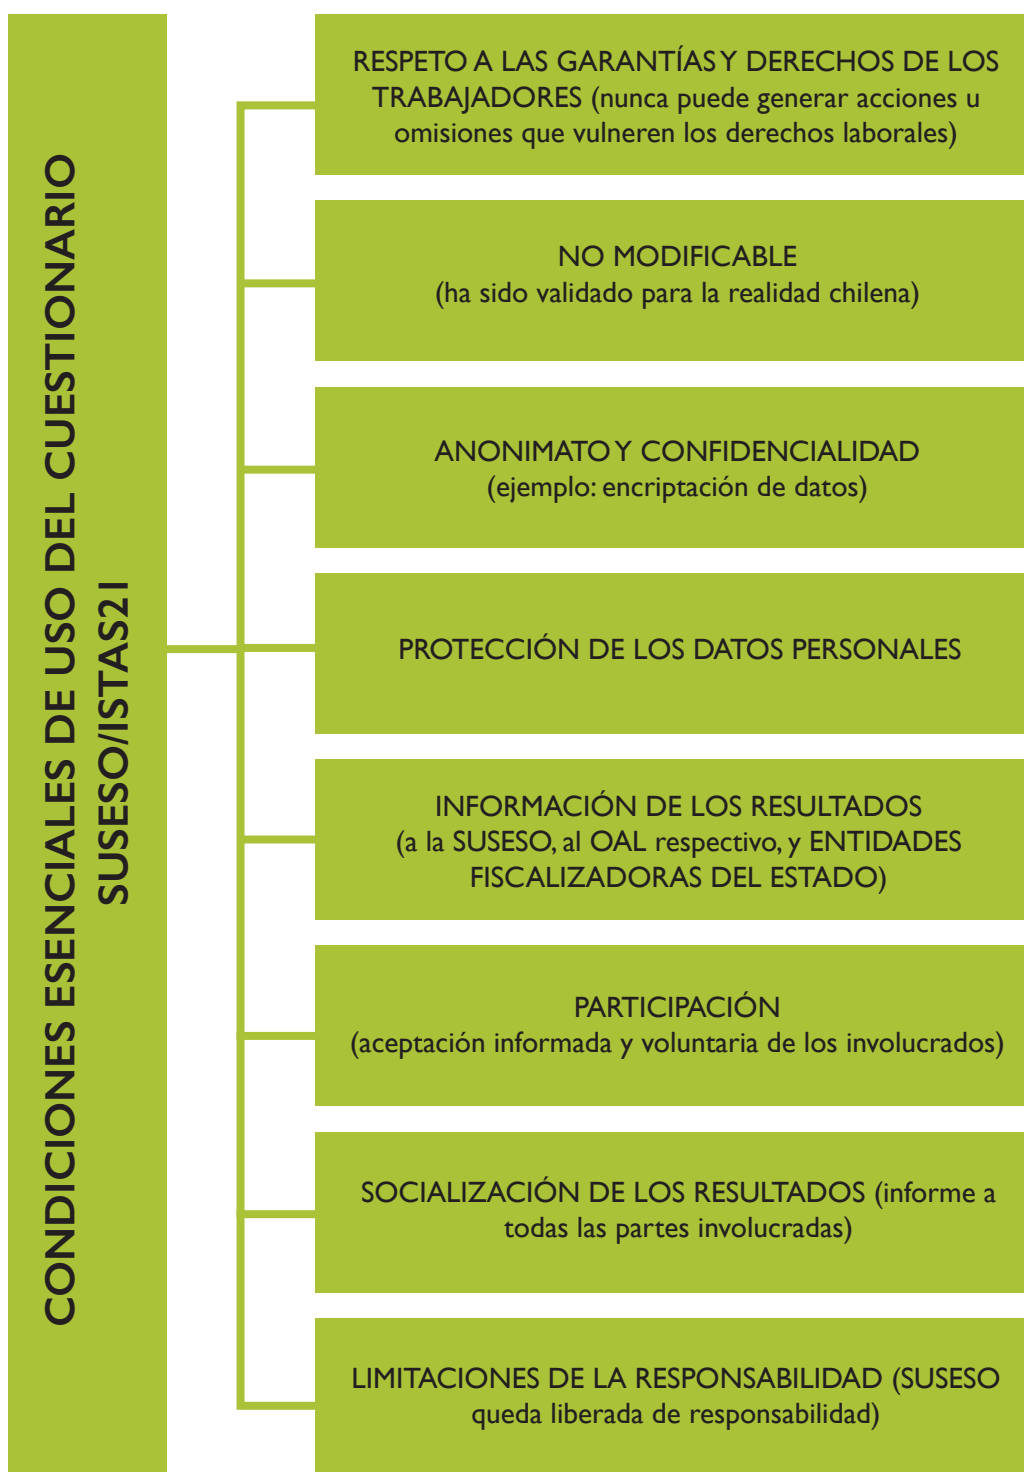 CONDICIONES ESENCIALES DE USO DEL CUESTIONARIO
SUSESO/ISTAS21
RESPETO A LAS GARANTÍAS Y DERECHOS DE LOS
TRABAJADORES (nunca puede generar acciones u
omisiones que vulneren los derechos laborales)
NO MODIFICABLE
(ha sido validado para la realidad chilena)
ANONIMATO Y CONFIDENCIALIDAD
(ejemplo: encriptación de datos)
PROTECCIÓN DE LOS DATOS PERSONALES
INFORMACIÓN DE LOS RESULTADOS
(a la SUSESO, al OAL respectivo, y ENTIDADES
FISCALIZADORAS DEL ESTADO)
PARTICIPACIÓN
(aceptación informada y voluntaria de los involucrados)
SOCIALIZACIÓN DE LOS RESULTADOS (informe a
todas las partes involucradas)
LIMITACIONES DE LA RESPONSABILIDAD (SUSESO
queda liberada de responsabilidad)